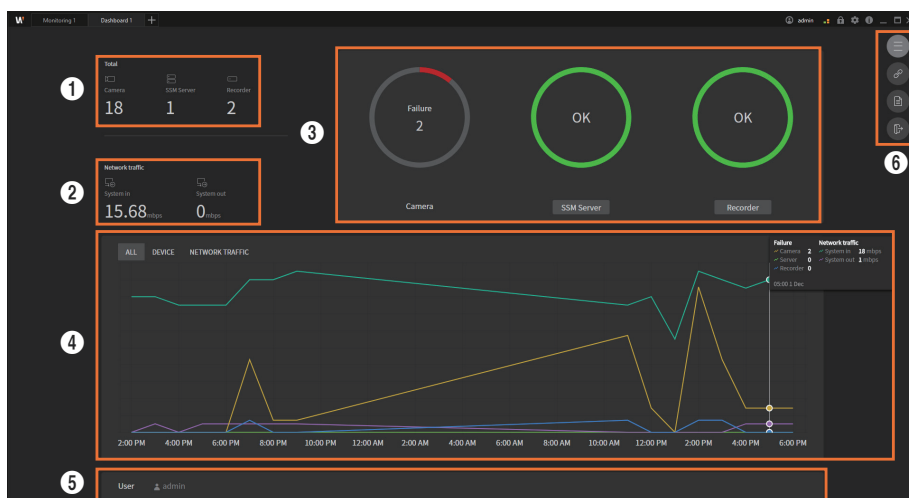 W Monitoring 1 Dashboard 1 admin
1
Total
Camera SSM Server Recorder
18 1 2
2
Network traffic
System in System out
15.68 mbps 0 mbps
3
Failure
2
OK
OK
Camera SSM Server Recorder
6
4
ALL DEVICE NETWORK TRAFFIC
Failure Network traffic
Camera 2 System in 18 mbps
Server 0 System out 1 mbps
Recorder 0
05:00 1 Dec
2:00 PM 4:00 PM 6:00 PM 8:00 PM 10:00 PM 12:00 AM 2:00 AM 4:00 AM 6:00 AM 8:00 AM 10:00 AM 12:00 PM 2:00 PM 4:00 PM 6:00 PM
5
User admin